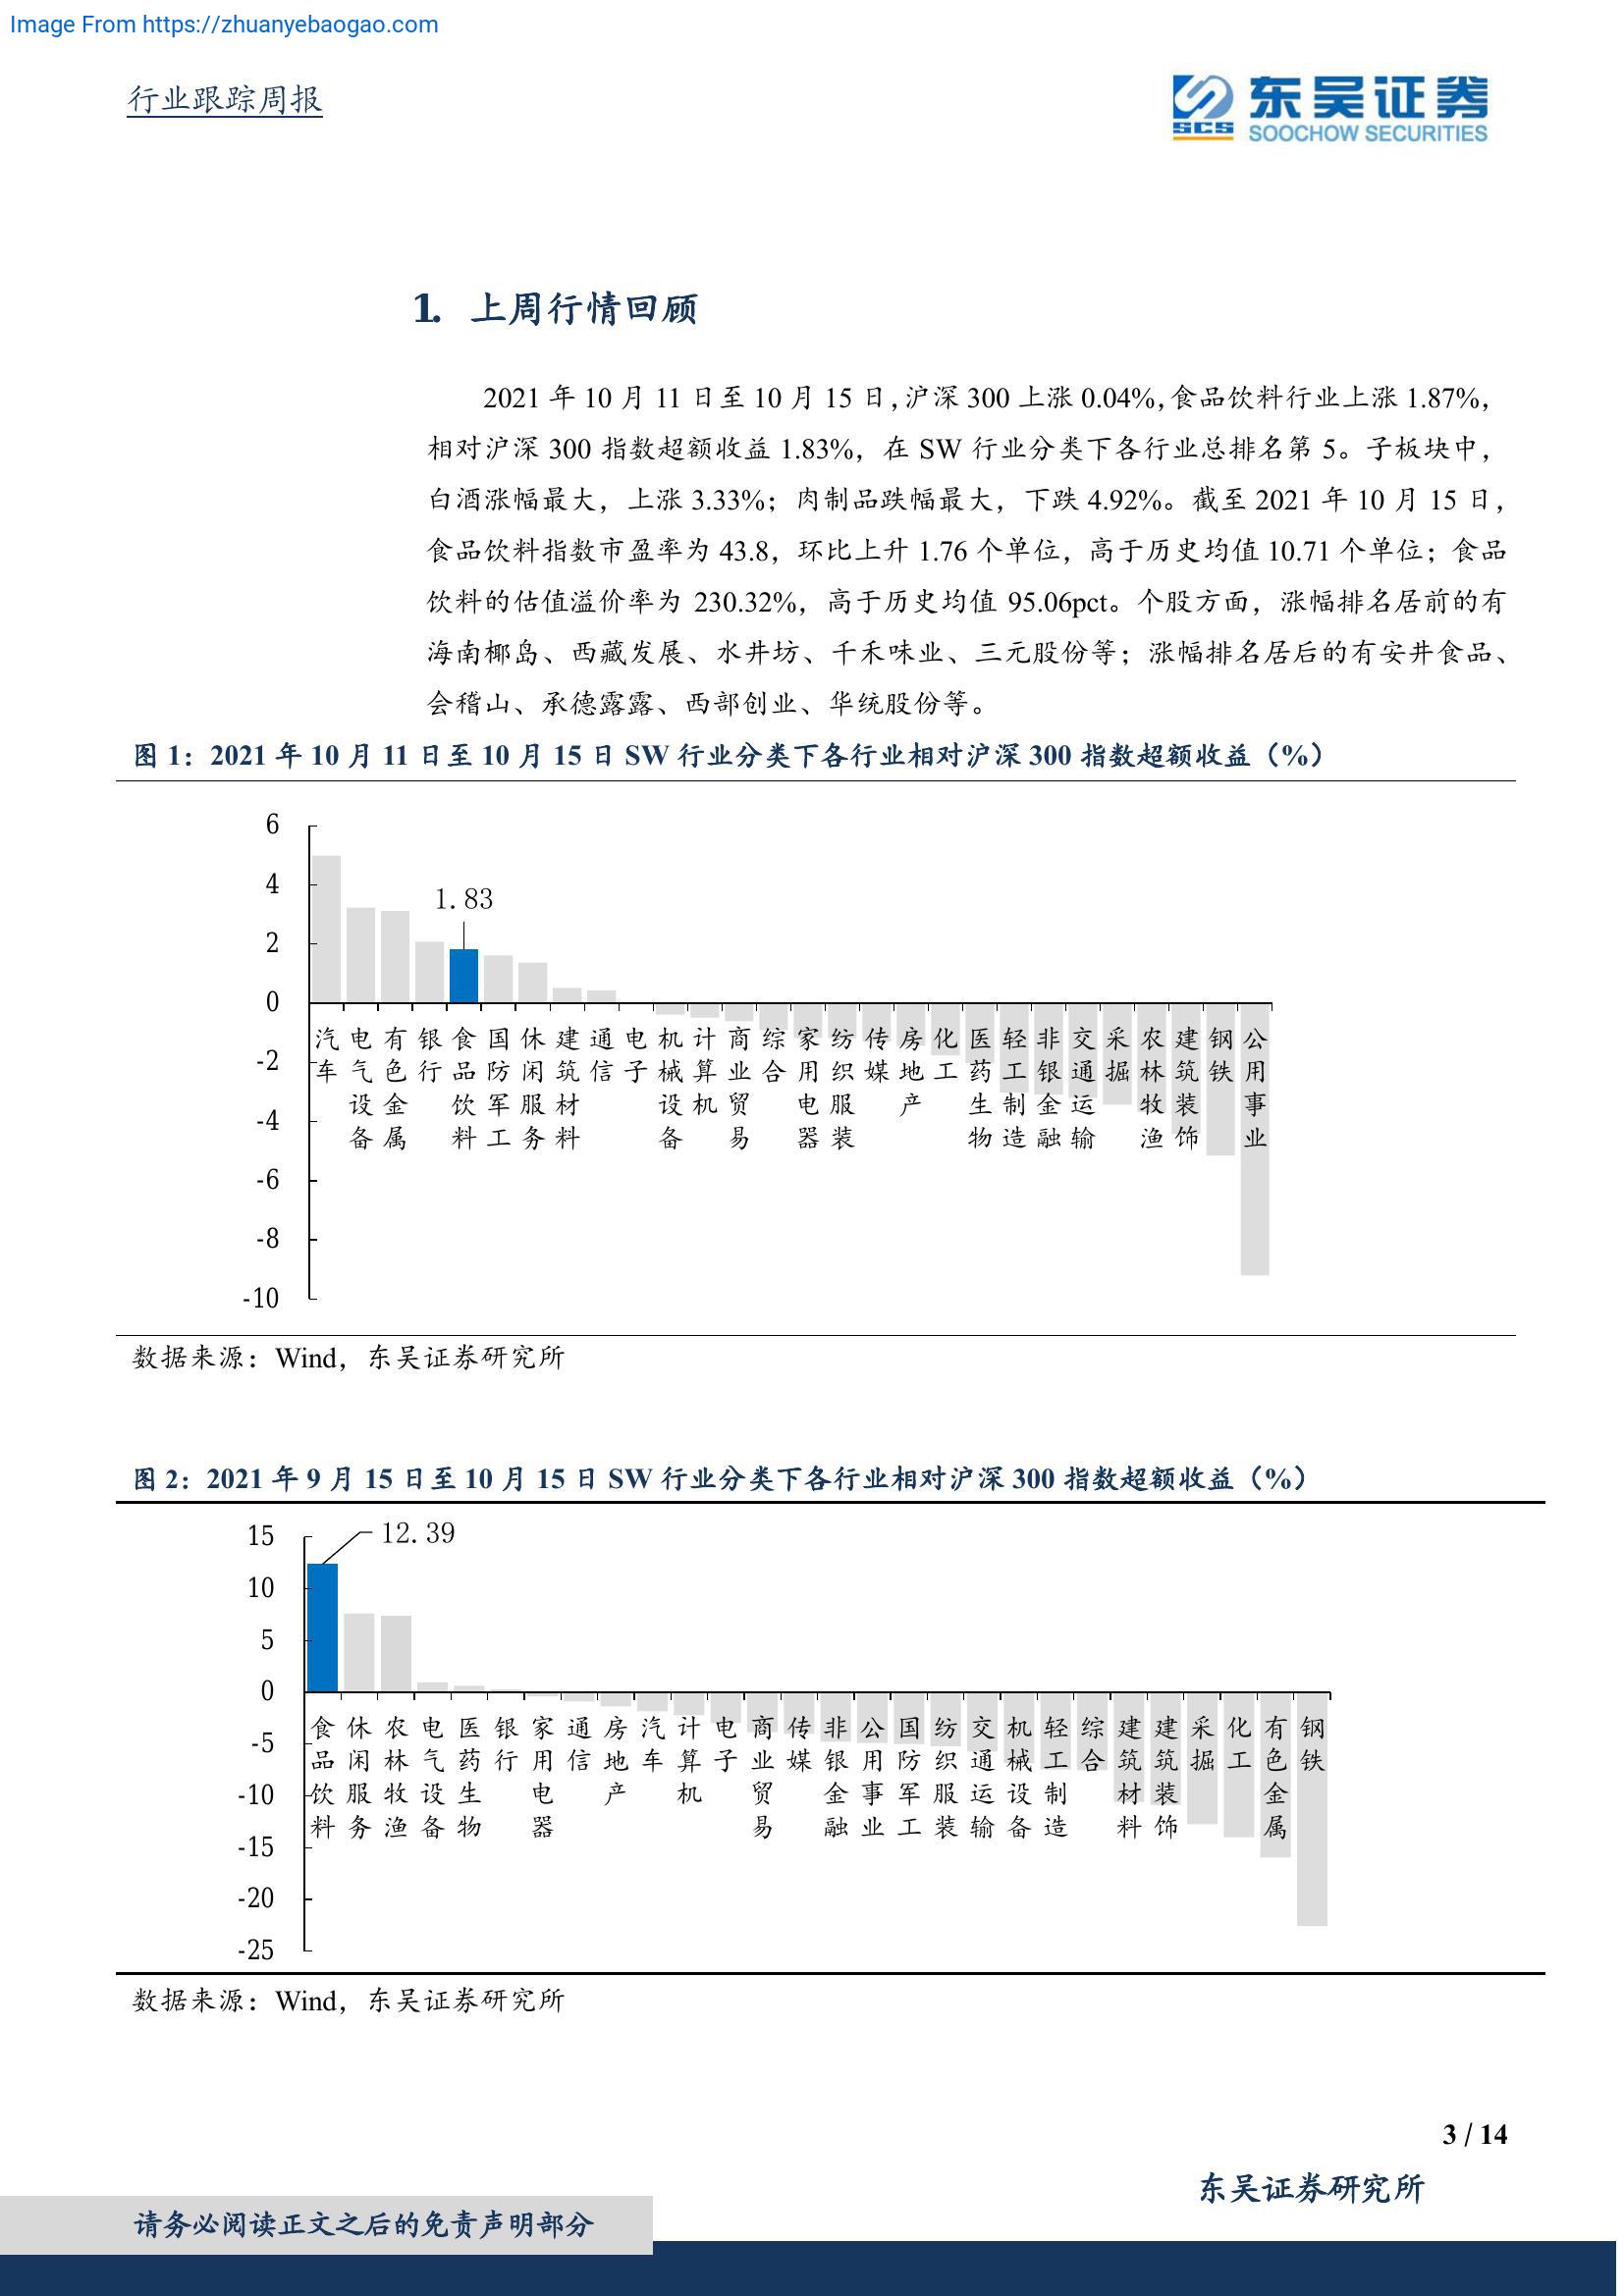 Image From https://zhuanyebaogao.com
行业跟踪周报
东吴证券
SCS
SOOCHOW SECURITIES
1. 上周行情回顾
2021 年 10 月 11 日至 10 月 15 日,沪深 300 上涨 0.04%,食品饮料行业上涨 1.87%,
相对沪深 300 指数超额收益 1.83%，在 SW 行业分类下各行业总排名第 5。子板块中，
白酒涨幅最大，上涨 3.33%；肉制品跌幅最大，下跌 4.92%。截至 2021 年 10 月 15 日，
食品饮料指数市盈率为 43.8，环比上升 1.76 个单位，高于历史均值 10.71 个单位；食品
饮料的估值溢价率为 230.32%，高于历史均值 95.06pct。个股方面，涨幅排名居前的有
海南椰岛、西藏发展、水井坊、千禾味业、三元股份等；涨幅排名居后的有安井食品、
会稽山、承德露露、西部创业、华统股份等。
图 1：2021 年 10 月 11 日至 10 月 15 日 SW 行业分类下各行业相对沪深 300 指数超额收益（%）
6
4
2
0
-2
-4
-6
-8
-10
1.83
汽车
电气设备
有色金属
银行
食品饮料
国防军工
休闲服务
建筑材料
通信
电子
机械设备
计算机
商业贸易
综合
家用电器
纺织服装
传媒
房地产
化工
医药生物
轻工制造
非银金融
交通运输
采掘
农林牧渔
建筑装饰
钢铁
公用事业
数据来源：Wind，东吴证券研究所
图 2：2021 年 9 月 15 日至 10 月 15 日 SW 行业分类下各行业相对沪深 300 指数超额收益（%）
15
10
5
0
-5
-10
-15
-20
-25
12.39
食品饮料
休闲服务
农林牧渔
电气设备
医药生物
银行
家用电器
通信
房地产
汽车
计算机
电子
商业贸易
传媒
非银金融
公用事业
国防军工
纺织服装
交通运输
机械设备
轻工制造
综合
建筑材料
建筑装饰
采掘
化工
有色金属
钢铁
数据来源：Wind，东吴证券研究所
3 / 14
东吴证券研究所
请务必阅读正文之后的免责声明部分